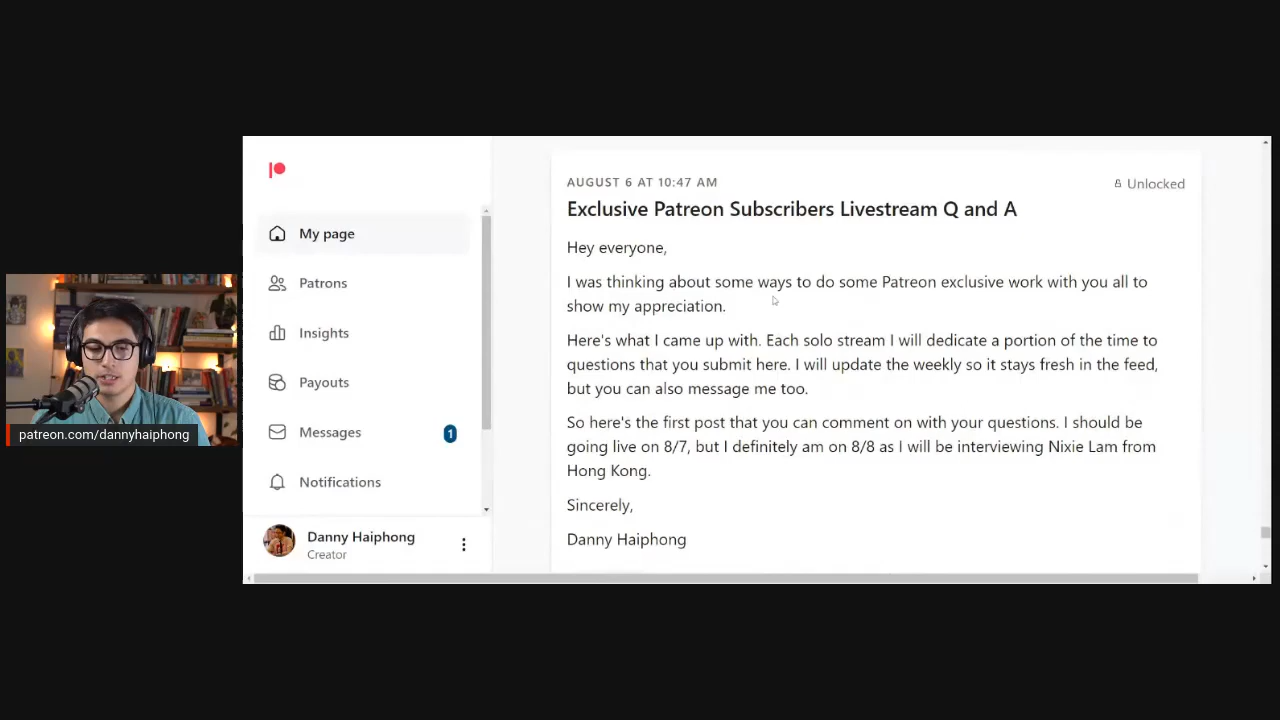 My page
Patrons
Insights
Payouts
Messages
1
Notifications
Danny Haiphong
Creator
AUGUST 6 AT 10:47 AM
Unlocked
Exclusive Patreon Subscribers Livestream Q and A
Hey everyone,
I was thinking about some ways to do some Patreon exclusive work with you all to
show my appreciation.
Here's what I came up with. Each solo stream I will dedicate a portion of the time to
questions that you submit here. I will update the weekly so it stays fresh in the feed,
but you can also message me too.
So here's the first post that you can comment on with your questions. I should be
going live on 8/7, but I definitely am on 8/8 as I will be interviewing Nixie Lam from
Hong Kong.
Sincerely,
Danny Haiphong
patreon.com/dannyhaiphong